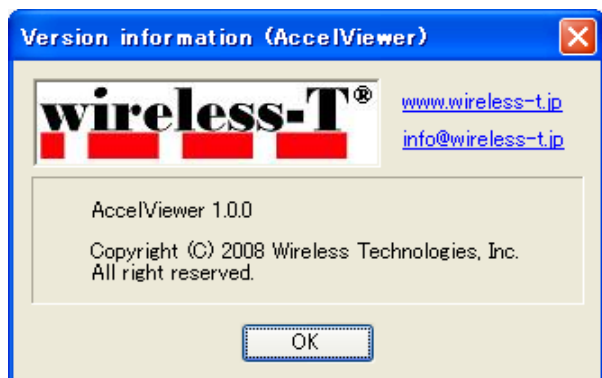 Version information (AccelViewer)
wireless-T®
www.wireless-t.jp
info@wireless-t.jp
AccelViewer 1.0.0
Copyright (C) 2008 Wireless Technologies, Inc.
All right reserved.
OK